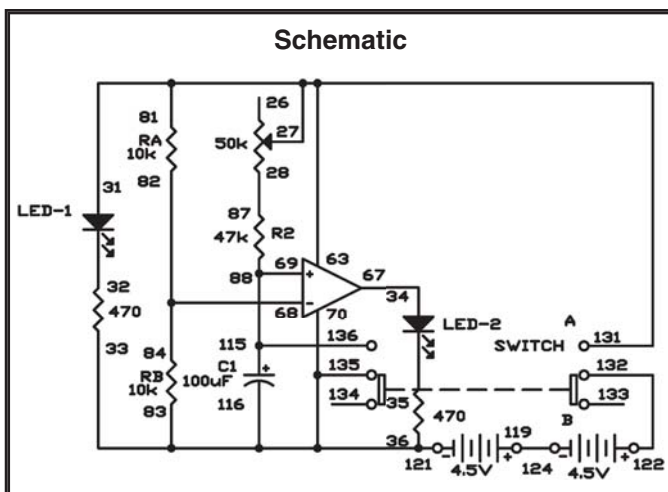 Schematic
26
81
27
RA
10k
50k
82
28
31
87
LED-1
47k
R2
63
32
69
+
67
88
470
-
34
68
70
A
33
LED-2
136
131
84
115
SWITCH
C1
+
135
132
RB
10k
100uF
134
133
83
116
35
470
B
36
119
121
-
+
124
-
+
122
4.5V
4.5V